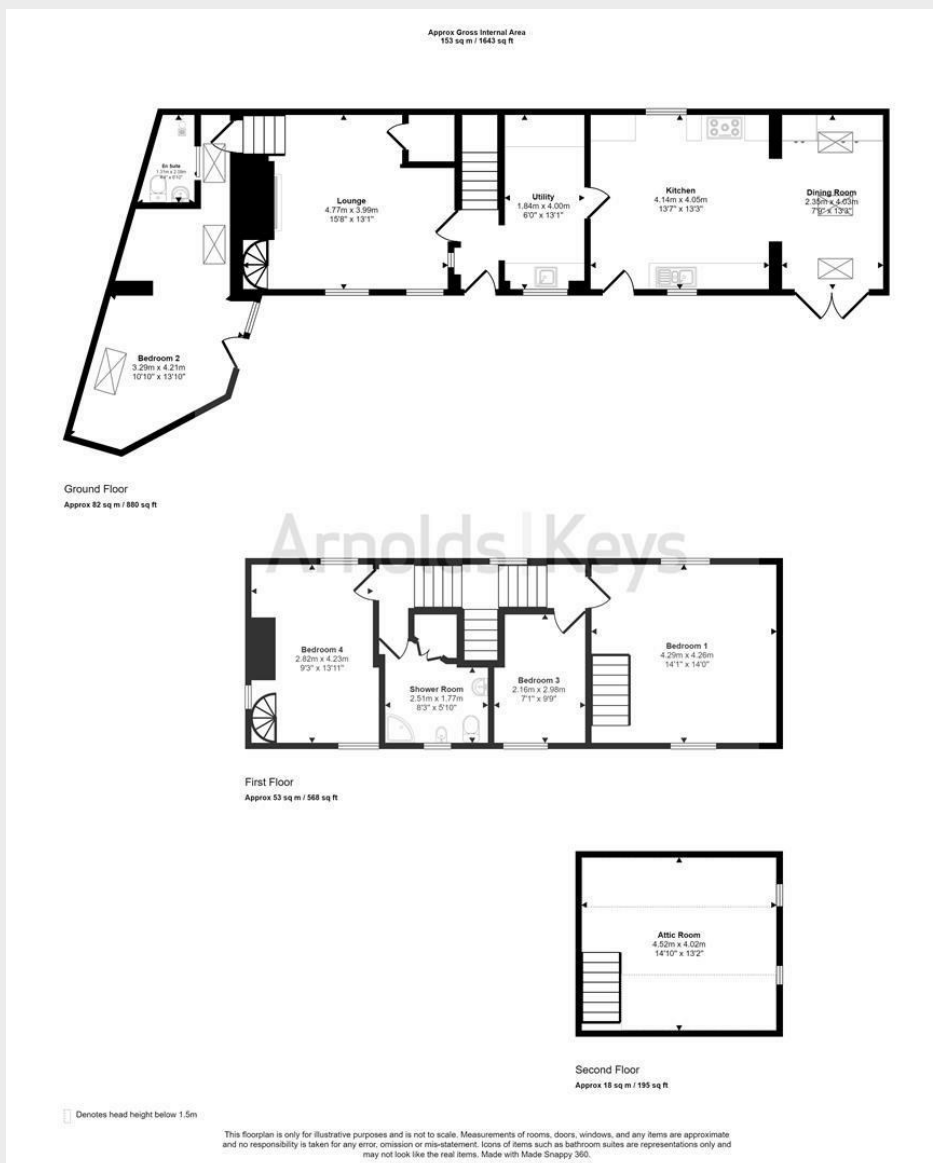 Approx Gross Internal Area
153 sq m / 1643 sq ft
En Suite
Lounge
4.77m x 3.99m
15'8" x 13'1"
Utility
1.84m x 4.00m
6'0" x 13'1"
Kitchen
4.14m x 4.05m
13'7" x 13'3"
Dining Room
2.35m x 4.03m
Bedroom 2
3.29m x 4.21m
10'10" x 13'10"
Ground Floor
Approx 82 sq m / 880 sq ft
Arnolds Keys
Bedroom 4
2.82m x 4.23m
9'3" x 13'11"
Shower Room
2.51m x 1.77m
8'3" x 5'10"
Bedroom 3
2.16m x 2.98m
7'1" x 9'9"
Bedroom 1
4.29m x 4.26m
14'1" x 14'0"
First Floor
Approx 53 sq m / 568 sq ft
Attic Room
4.52m x 4.02m
14'10" x 13'2"
Second Floor
Approx 18 sq m / 195 sq ft
Denotes head height below 1.5m
This floorplan is only for illustrative purposes and is not to scale. Measurements of rooms, doors, windows, and any items are approximate
and no responsibility is taken for any error, omission or mis-statement. Icons of items such as bathroom suites are representations only and
may not look like the real items. Made with Made Snappy 360.